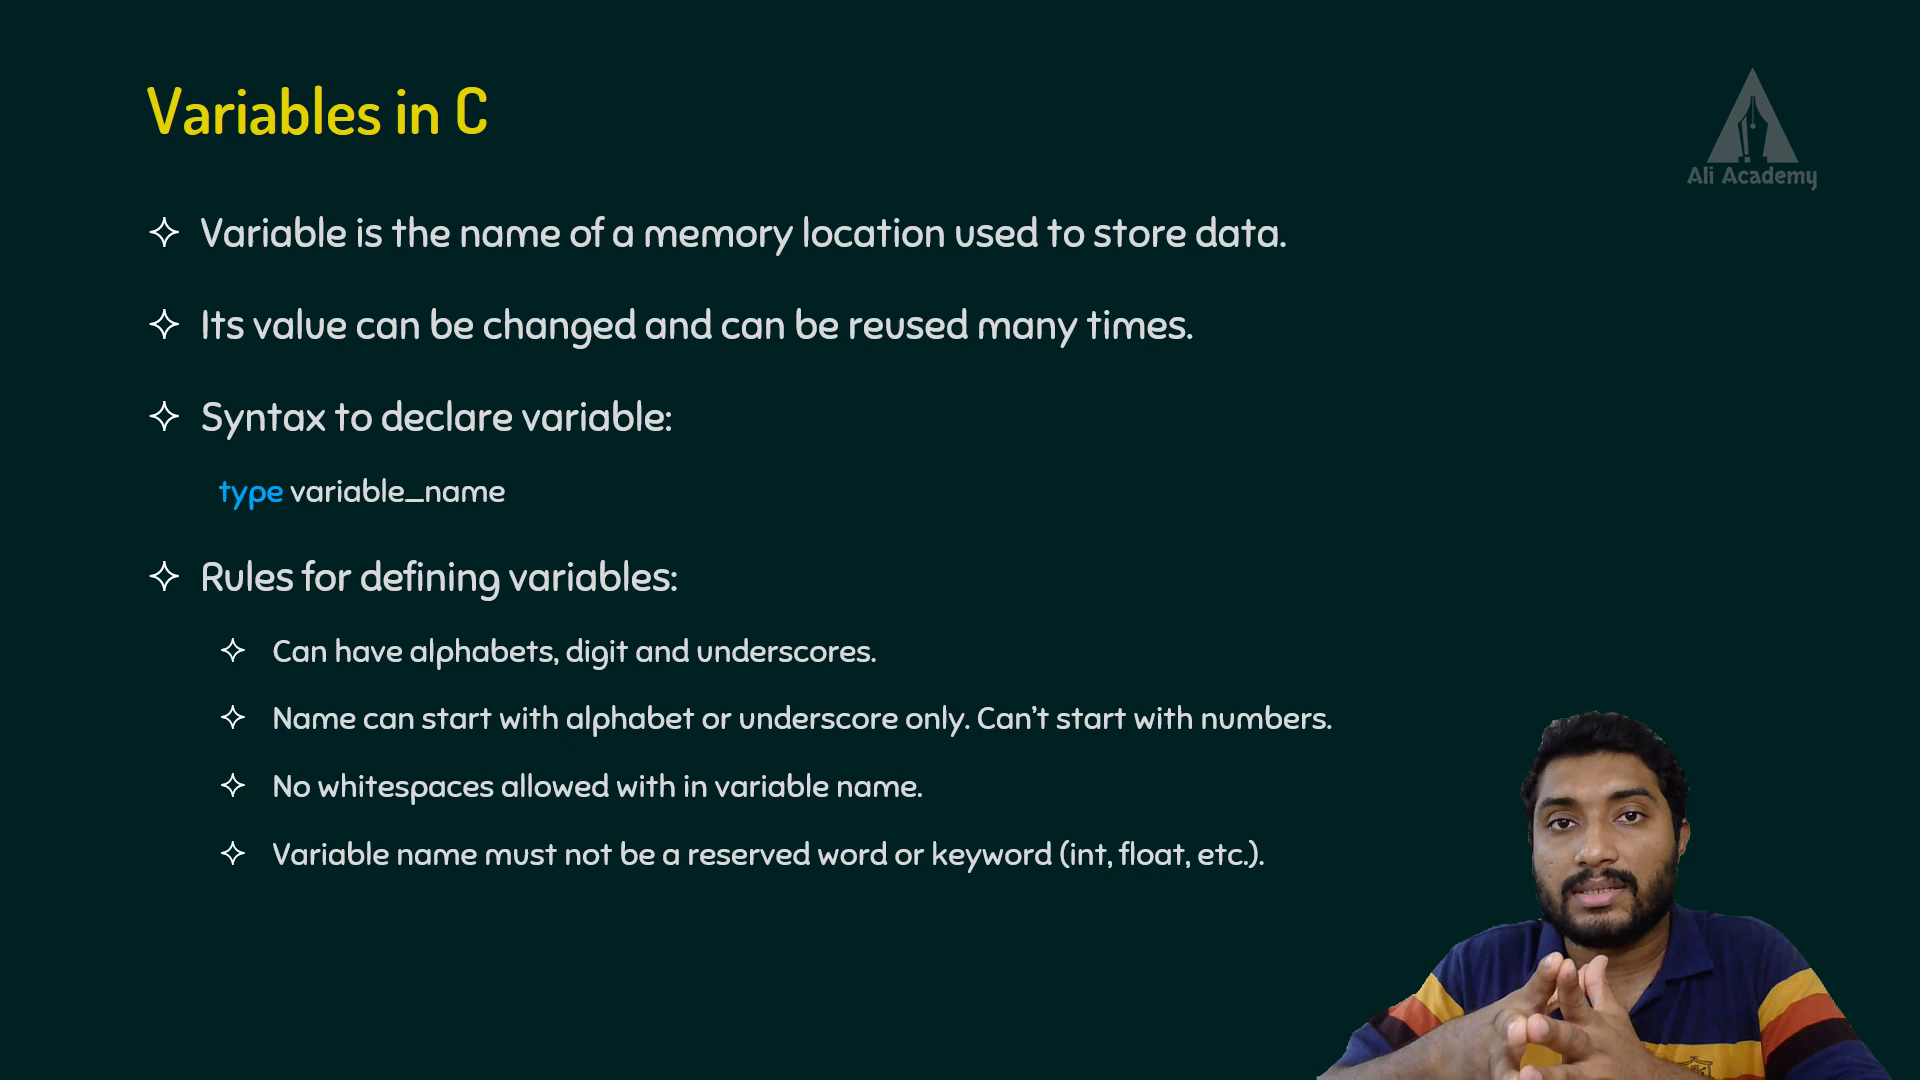 Variables in C
Ali Academy
Variable is the name of a memory location used to store data.
Its value can be changed and can be reused many times.
Syntax to declare variable:
type variable_name
Rules for defining variables:
Can have alphabets, digit and underscores.
Name can start with alphabet or underscore only. Can't start with numbers.
No whitespaces allowed with in variable name.
Variable name must not be a reserved word or keyword (int, float, etc.).